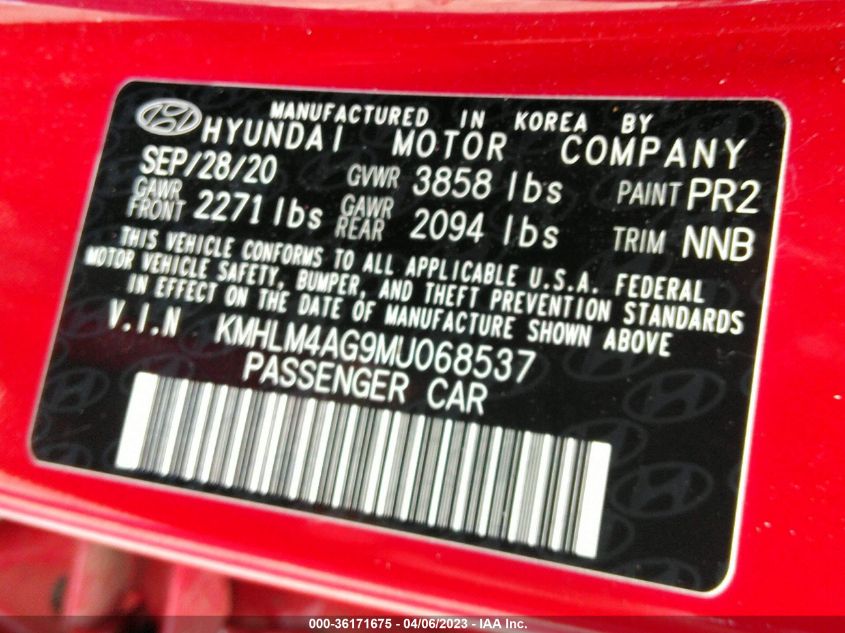 MANUFACTURED IN KOREA BY
HYUNDAI MOTOR COMPANY
SEP/28/20 GVWR 3858 lbs PAINT PR2
GAWR FRONT 2271 lbs GAWR REAR 2094 lbs TRIM NNB
THIS VEHICLE CONFORMS TO ALL APPLICABLE U.S.A. FEDERAL
MOTOR VEHICLE SAFETY, BUMPER, AND THEFT PREVENTION STANDARDS
IN EFFECT ON THE DATE OF MANUFACTURE SHOWN ABOVE
V.I.N KMHLM4AG9MU068537
PASSENGER CAR
000-36171675 - 04/06/2023 - IAA Inc.